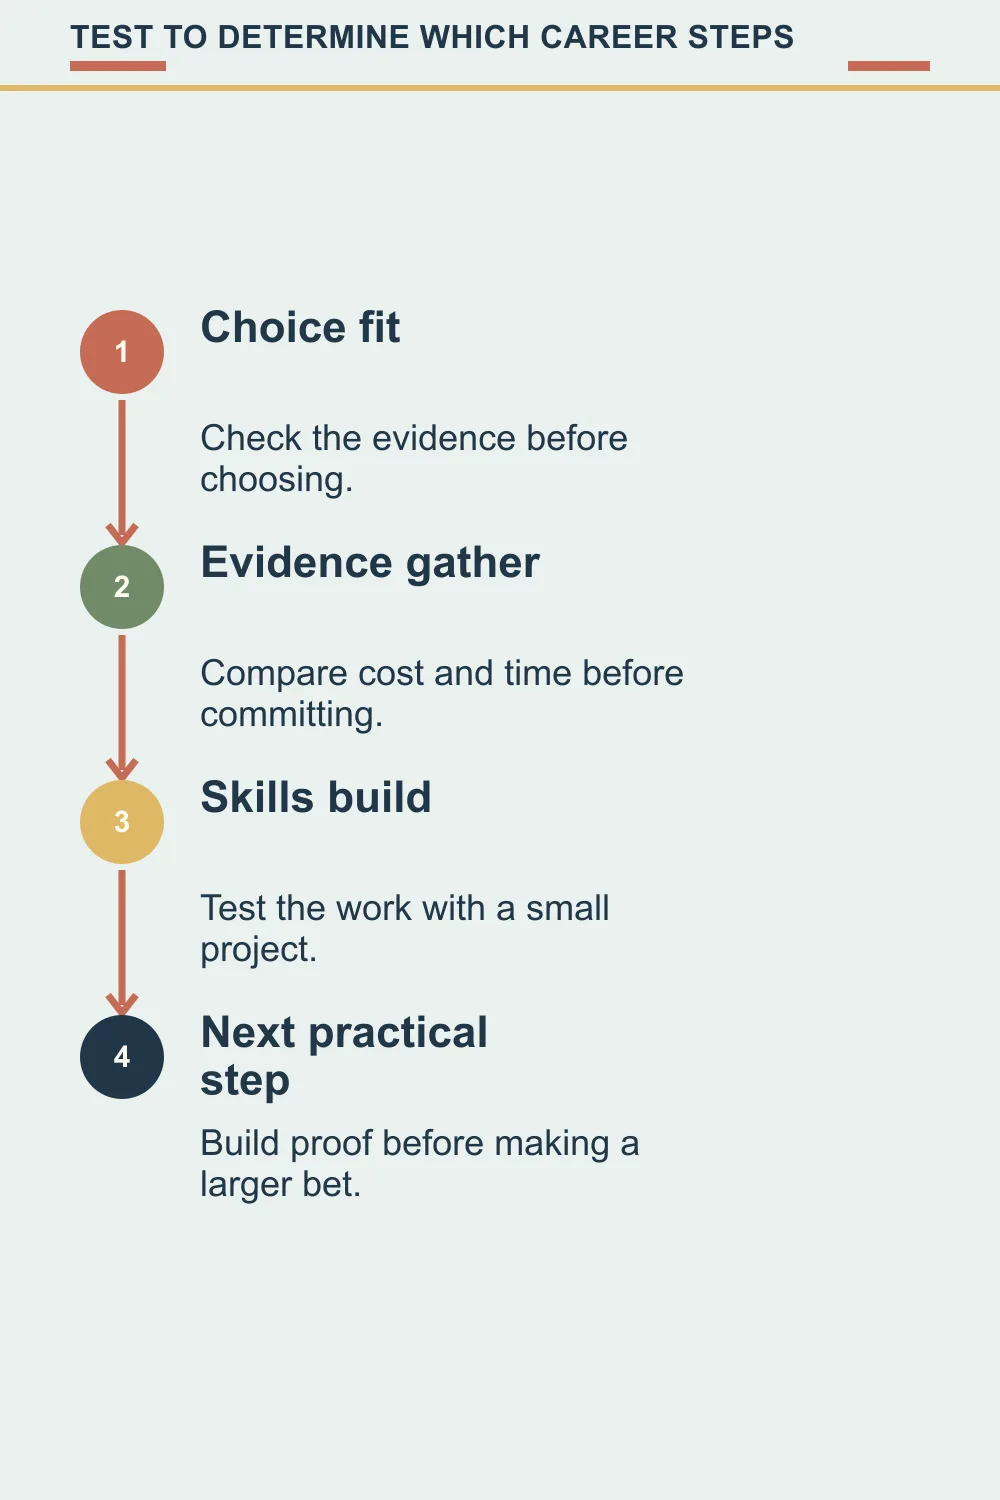 TEST TO DETERMINE WHICH CAREER STEPS
1
Choice fit
Check the evidence before
choosing.
2
Evidence gather
Compare cost and time before
committing.
3
Skills build
Test the work with a small
project.
4
Next practical
step
Build proof before making a
larger bet.